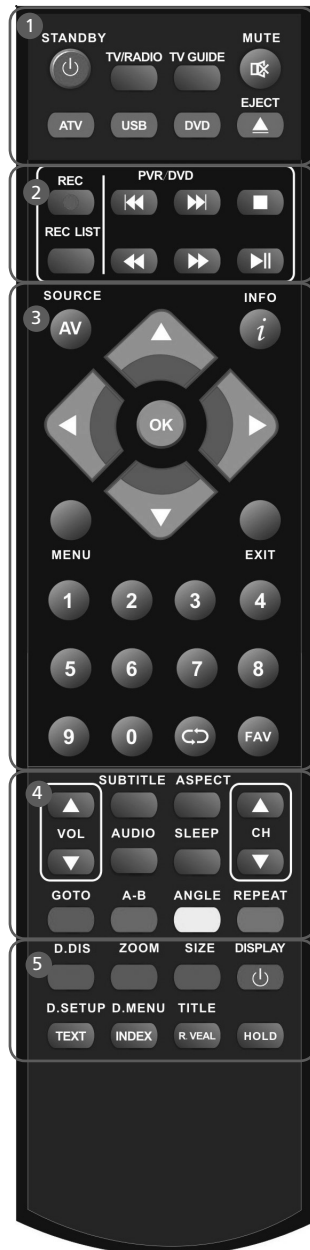 1
STANDBY MUTE
TV/RADIO TV GUIDE
EJECT
ATV USB DVD
2 REC PVR/DVD
REC LIST
SOURCE INFO
3 AV i
OK
MENU EXIT
1 2 3 4
5 6 7 8
9 0 FAV
4 SUBTITLE ASPECT
VOL AUDIO SLEEP CH
GOTO A-B ANGLE REPEAT
5 D.DIS ZOOM SIZE DISPLAY
D.SETUP D.MENU TITLE
TEXT INDEX R.VEAL HOLD